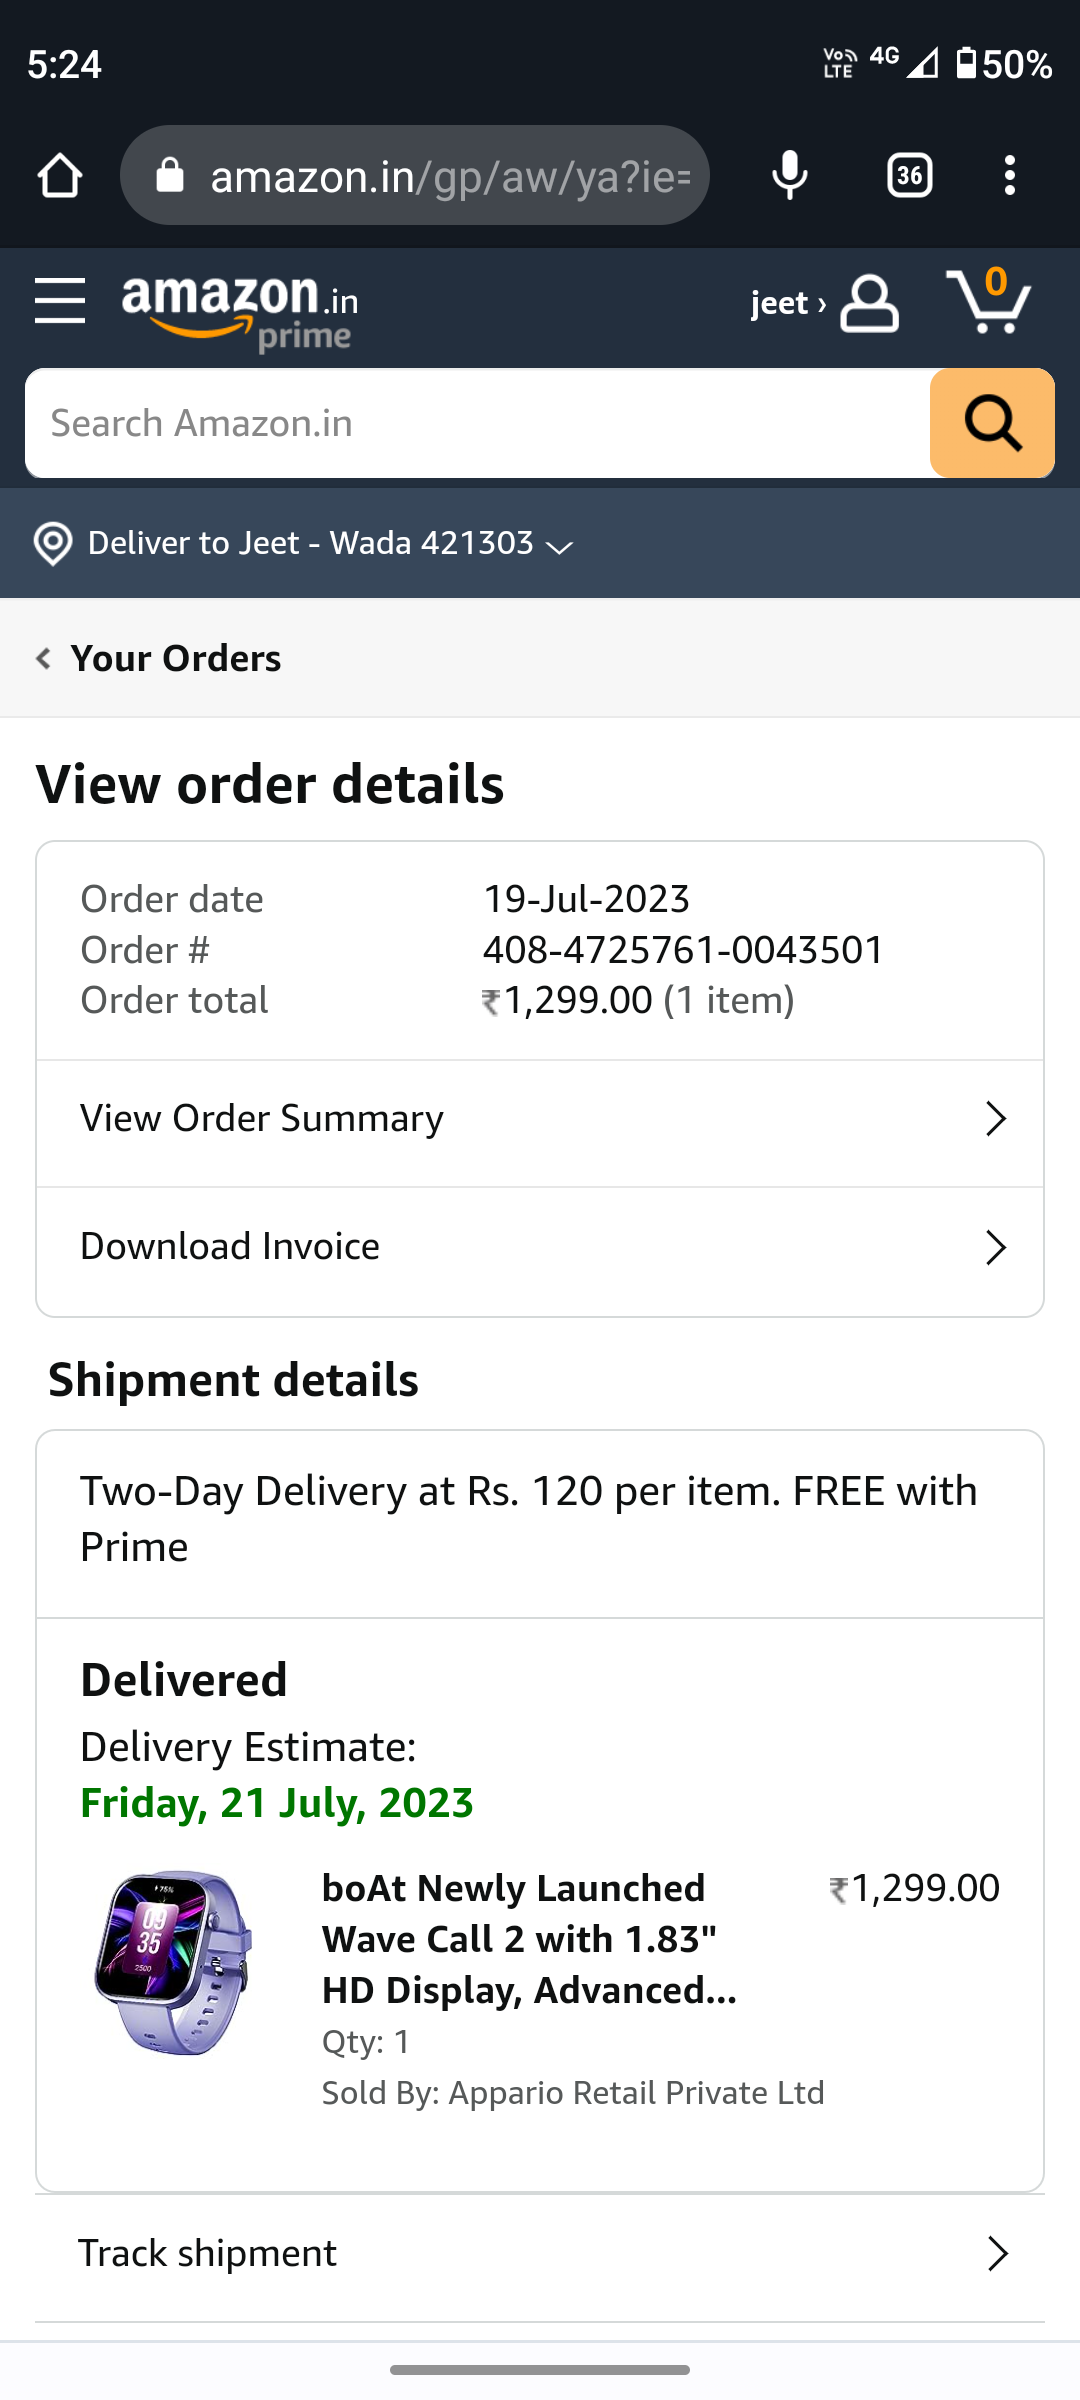 5:24
Vo LTE 4G 50%
amazon.in/gp/aw/ya?ie=
36
amazon.in
prime
jeet ›
0
Search Amazon.in
Deliver to Jeet - Wada 421303
Your Orders
View order details
Order date 19-Jul-2023
Order # 408-4725761-0043501
Order total ₹1,299.00 (1 item)
View Order Summary
Download Invoice
Shipment details
Two-Day Delivery at Rs. 120 per item. FREE with
Prime
Delivered
Delivery Estimate:
Friday, 21 July, 2023
75%
09
35
2500
boAt Newly Launched ₹1,299.00
Wave Call 2 with 1.83"
HD Display, Advanced...
Qty: 1
Sold By: Appario Retail Private Ltd
Track shipment